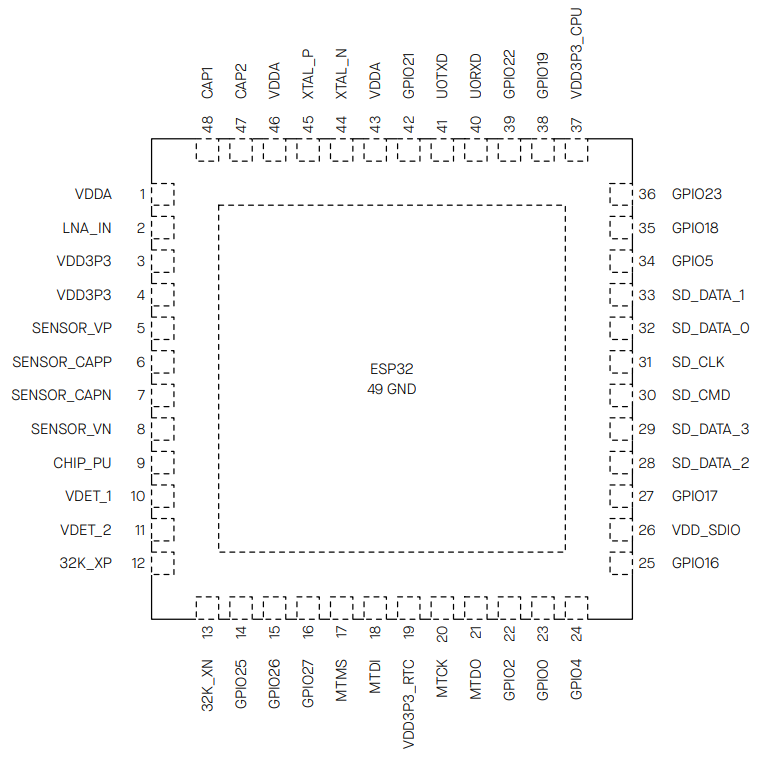 CAP1
CAP2
VDDA
XTAL_P
XTAL_N
VDDA
GPIO21
U0TXD
U0RXD
GPIO22
GPIO19
VDD3P3_CPU
48
47
46
45
44
43
42
41
40
39
38
37
VDDA 1
36 GPIO23
LNA_IN 2
35 GPIO18
VDD3P3 3
34 GPIO5
VDD3P3 4
33 SD_DATA_1
SENSOR_VP 5
32 SD_DATA_0
SENSOR_CAPP 6
31 SD_CLK
SENSOR_CAPN 7
30 SD_CMD
SENSOR_VN 8
29 SD_DATA_3
CHIP_PU 9
28 SD_DATA_2
VDET_1 10
27 GPIO17
VDET_2 11
26 VDD_SDIO
32K_XP 12
25 GPIO16
ESP32
49 GND
13
14
15
16
17
18
19
20
21
22
23
24
32K_XN
GPIO25
GPIO26
GPIO27
MTMS
MTDI
VDD3P3_RTC
MTCK
MTDO
GPIO2
GPIO0
GPIO4